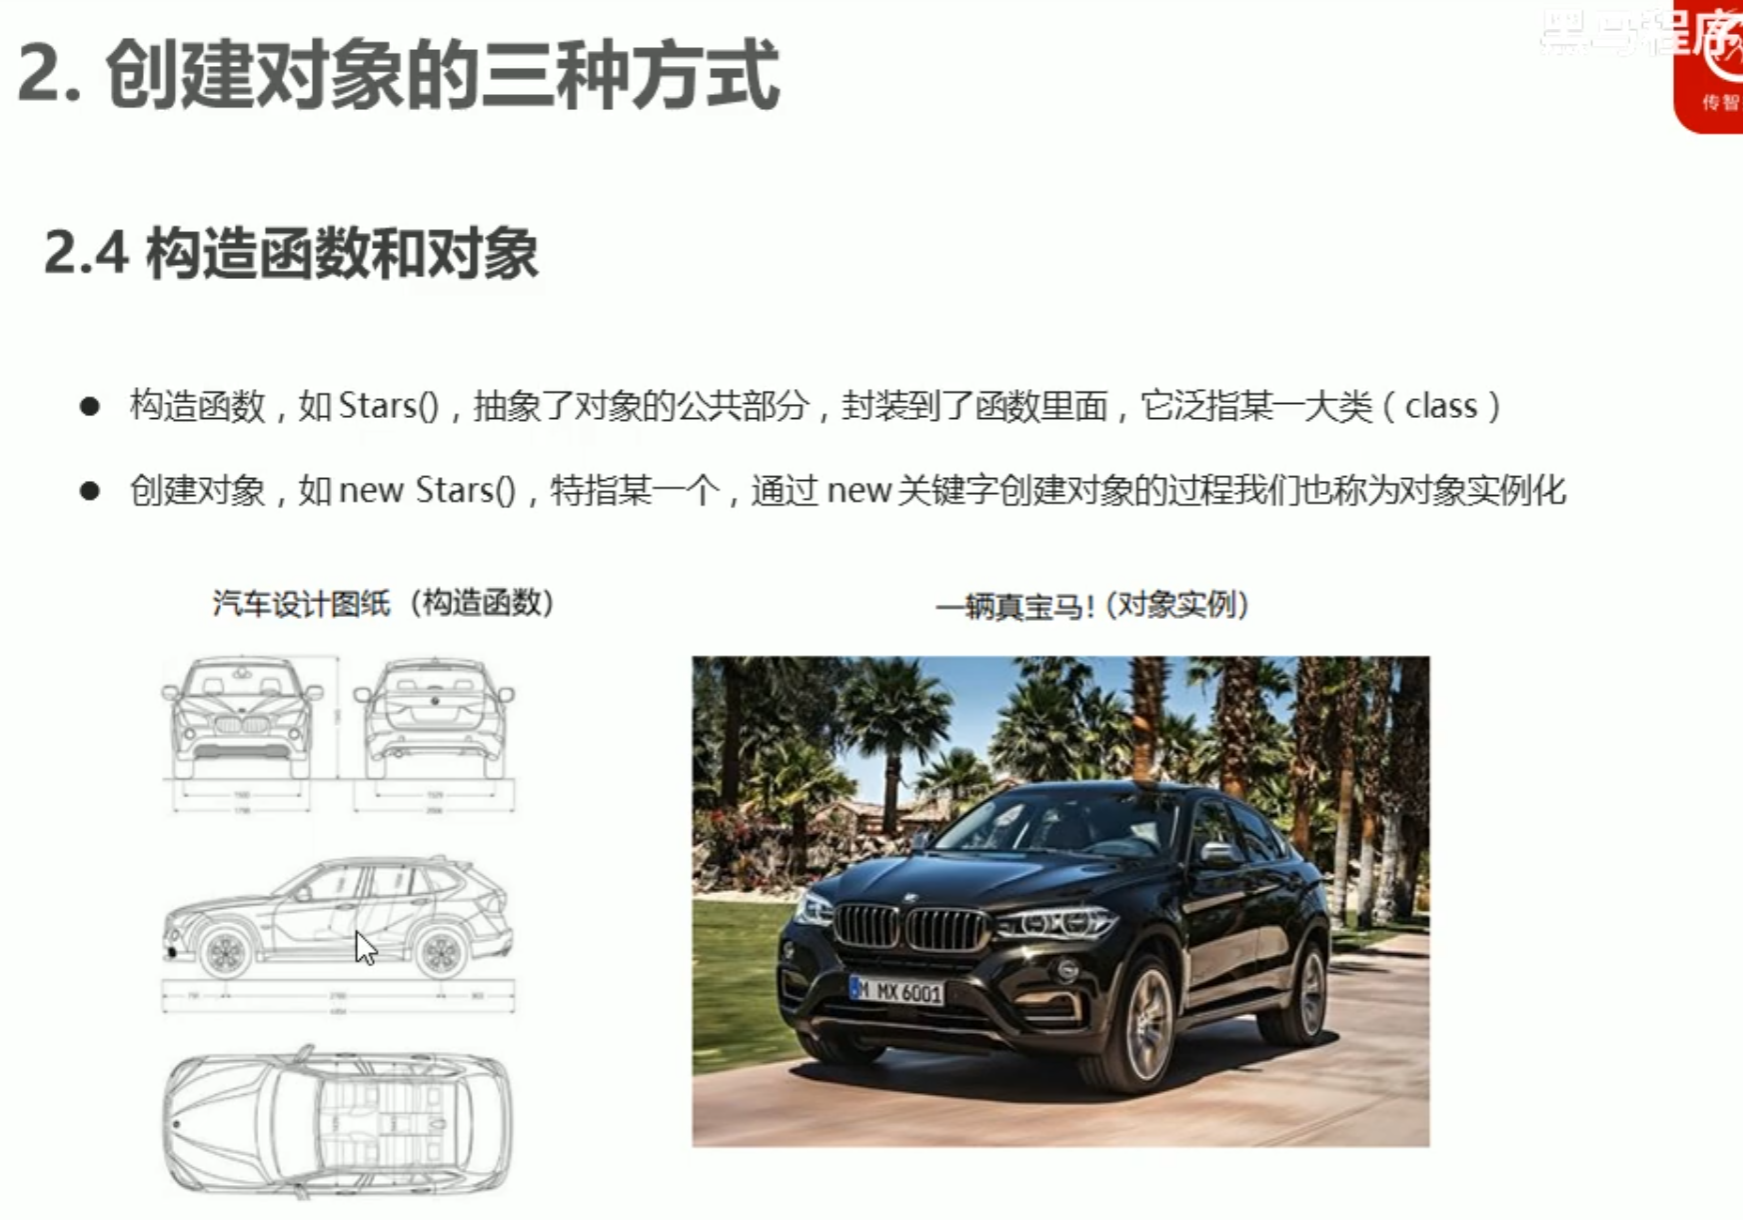 黑马程序
传智
2. 创建对象的三种方式
2.4 构造函数和对象
● 构造函数，如 Stars()，抽象了对象的公共部分，封装到了函数里面，它泛指某一大类（class）
● 创建对象，如 new Stars()，特指某一个，通过 new 关键字创建对象的过程我们也称为对象实例化
汽车设计图纸（构造函数）
一辆真宝马！（对象实例）
M MX 6001